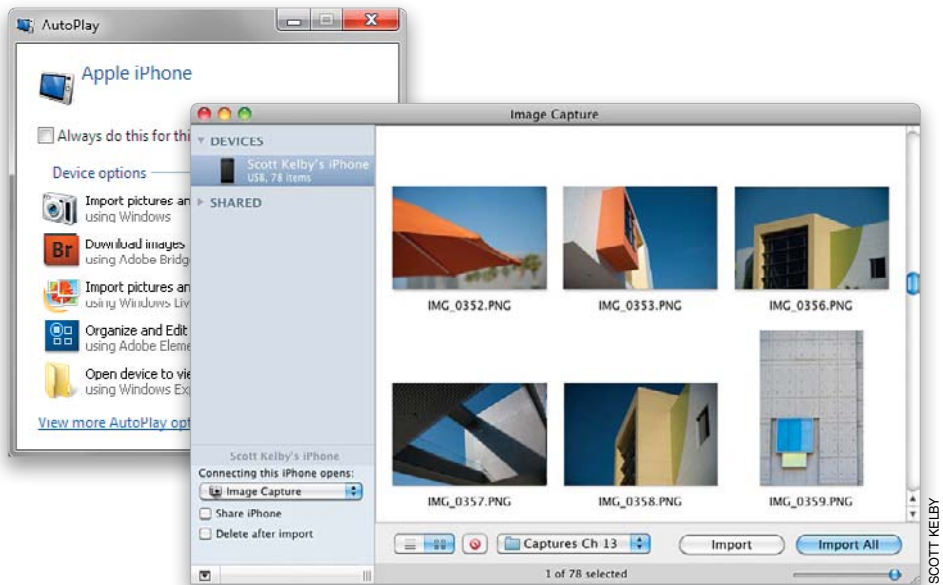 AutoPlay
Apple iPhone
Always do this for thi
Device options
Import pictures an
using Windows
Br
Download images
using Adobe Bridg
Import pictures an
using Windows Liv
Organize and Edit
using Adobe Eleme
Open device to vie
using Windows Ex
View more AutoPlay opt
Image Capture
DEVICES
Scott Kelby's iPhone
USB, 78 items
SHARED
IMG_0352.PNG
IMG_0353.PNG
IMG_0356.PNG
IMG_0357.PNG
IMG_0358.PNG
IMG_0359.PNG
Scott Kelby's iPhone
Connecting this iPhone opens:
Image Capture
Share iPhone
Delete after import
Captures Ch 13
Import
Import All
1 of 78 selected
SCOTT KELBY